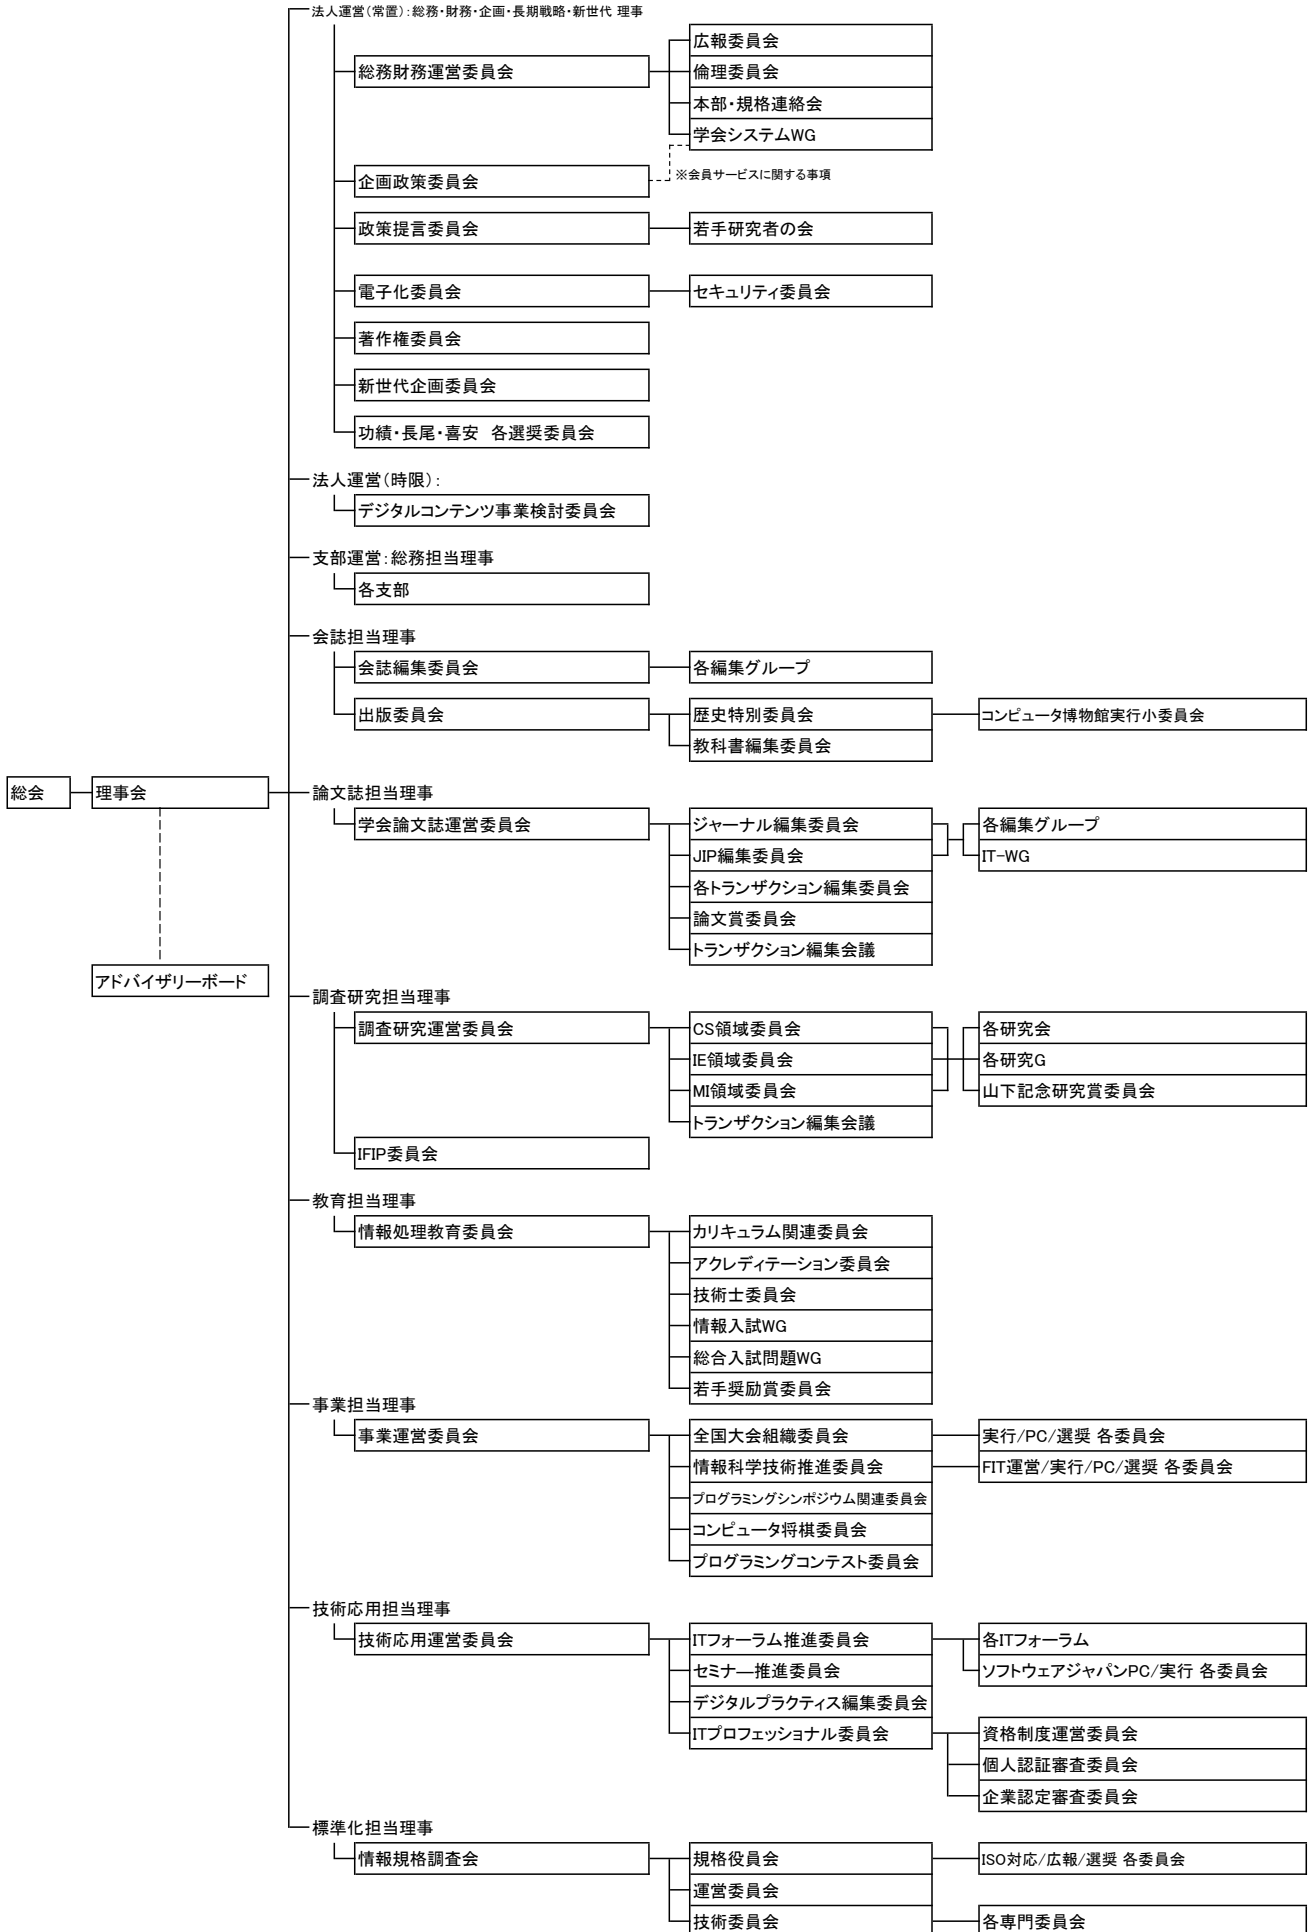 法人運営(常置):総務・財務・企画・長期戦略・新世代 理事
広報委員会
総務財務運営委員会
倫理委員会
本部・規格連絡会
学会システムWG
企画政策委員会
※会員サービスに関する事項
政策提言委員会
若手研究者の会
電子化委員会
セキュリティ委員会
著作権委員会
新世代企画委員会
功績・長尾・喜安 各選奨委員会
法人運営(時限):
デジタルコンテンツ事業検討委員会
支部運営:総務担当理事
各支部
会誌担当理事
会誌編集委員会
各編集グループ
出版委員会
歴史特別委員会
コンピュータ博物館実行小委員会
教科書編集委員会
総会
理事会
論文誌担当理事
学会論文誌運営委員会
ジャーナル編集委員会
各編集グループ
JIP編集委員会
IT-WG
各トランザクション編集委員会
論文賞委員会
トランザクション編集会議
アドバイザリーボード
調査研究担当理事
調査研究運営委員会
CS領域委員会
各研究会
IE領域委員会
各研究G
MI領域委員会
山下記念研究賞委員会
トランザクション編集会議
IFIP委員会
教育担当理事
情報処理教育委員会
カリキュラム関連委員会
アクレディテーション委員会
技術士委員会
情報入試WG
総合入試問題WG
若手奨励賞委員会
事業担当理事
事業運営委員会
全国大会組織委員会
実行/PC/選奨 各委員会
情報科学技術推進委員会
FIT運営/実行/PC/選奨 各委員会
プログラミングシンポジウム関連委員会
コンピュータ将棋委員会
プログラミングコンテスト委員会
技術応用担当理事
技術応用運営委員会
ITフォーラム推進委員会
各ITフォーラム
セミナ―推進委員会
ソフトウェアジャパンPC/実行 各委員会
デジタルプラクティス編集委員会
ITプロフェッショナル委員会
資格制度運営委員会
個人認証審査委員会
企業認定審査委員会
標準化担当理事
情報規格調査会
規格役員会
ISO対応/広報/選奨 各委員会
運営委員会
技術委員会
各専門委員会